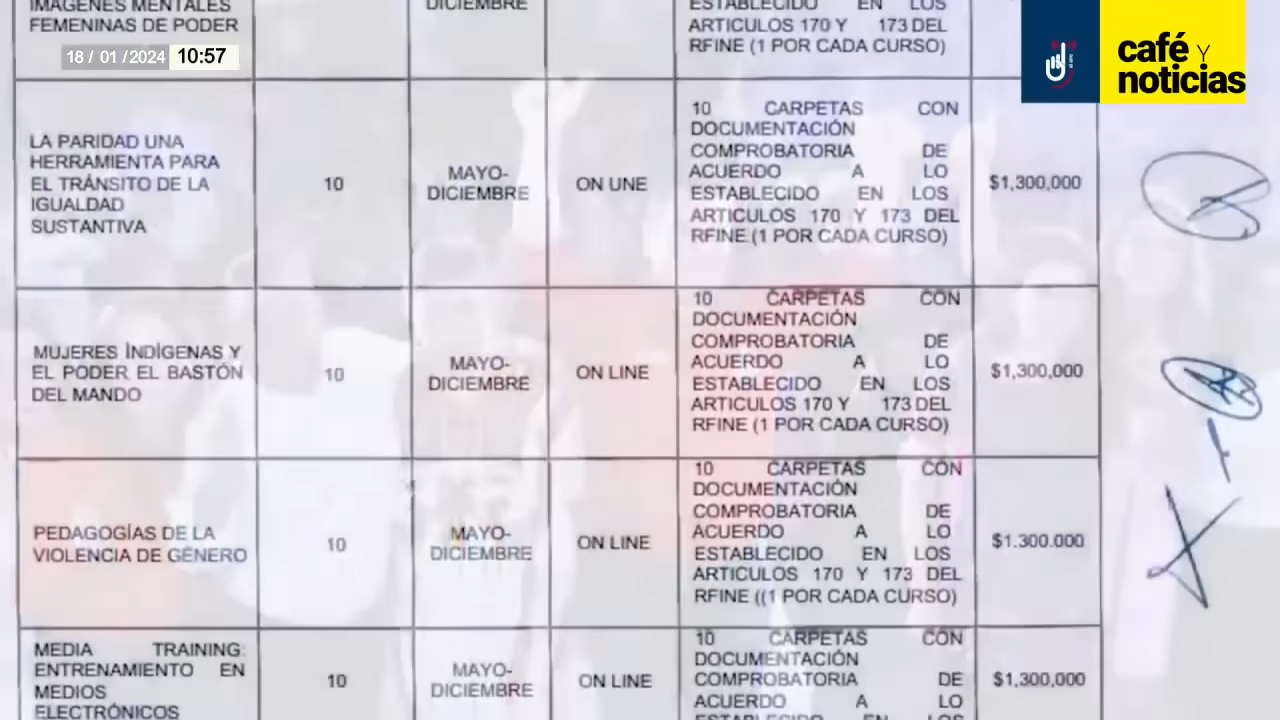 IMÁGENES MENTALES
FEMENINAS DE PODER
DICIEMBRE
ESTABLECIDO EN LOS
ARTICULOS 170 Y 173 DEL
RFINE (1 POR CADA CURSO)
18 / 01 /2024 10:57
café Y
noticias
LA PARIDAD UNA
HERRAMIENTA PARA
EL TRÁNSITO DE LA
IGUALDAD
SUSTANTIVA
10
MAYO-
DICIEMBRE
ON UNE
10 CARPETAS CON
DOCUMENTACIÓN
COMPROBATORIA DE
ACUERDO A LO
ESTABLECIDO EN LOS
ARTICULOS 170 Y 173 DEL
RFINE (1 POR CADA CURSO)
$1,300,000
MUJERES INDÍGENAS Y
EL PODER EL BASTÓN
DEL MANDO
10
MAYO-
DICIEMBRE
ON LINE
10 CARPETAS CON
DOCUMENTACIÓN
COMPROBATORIA DE
ACUERDO A LO
ESTABLECIDO EN LOS
ARTICULOS 170 Y 173 DEL
RFINE (1 POR CADA CURSO)
$1,300,000
PEDAGOGÍAS DE LA
VIOLENCIA DE GÉNERO
10
MAYO-
DICIEMBRE
ON LINE
10 CARPETAS CON
DOCUMENTACIÓN
COMPROBATORIA DE
ACUERDO A LO
ESTABLECIDO EN LOS
ARTICULOS 170 Y 173 DEL
RFINE ((1 POR CADA CURSO)
$1.300.000
MEDIA TRAINING:
ENTRENAMIENTO EN
MEDIOS
ELECTRÓNICOS
10
MAYO-
DICIEMBRE
ON LINE
10 CARPETAS CON
DOCUMENTACIÓN
COMPROBATORIA DE
ACUERDO A LO
ESTABLECIDO EN LOS
$1,300,000